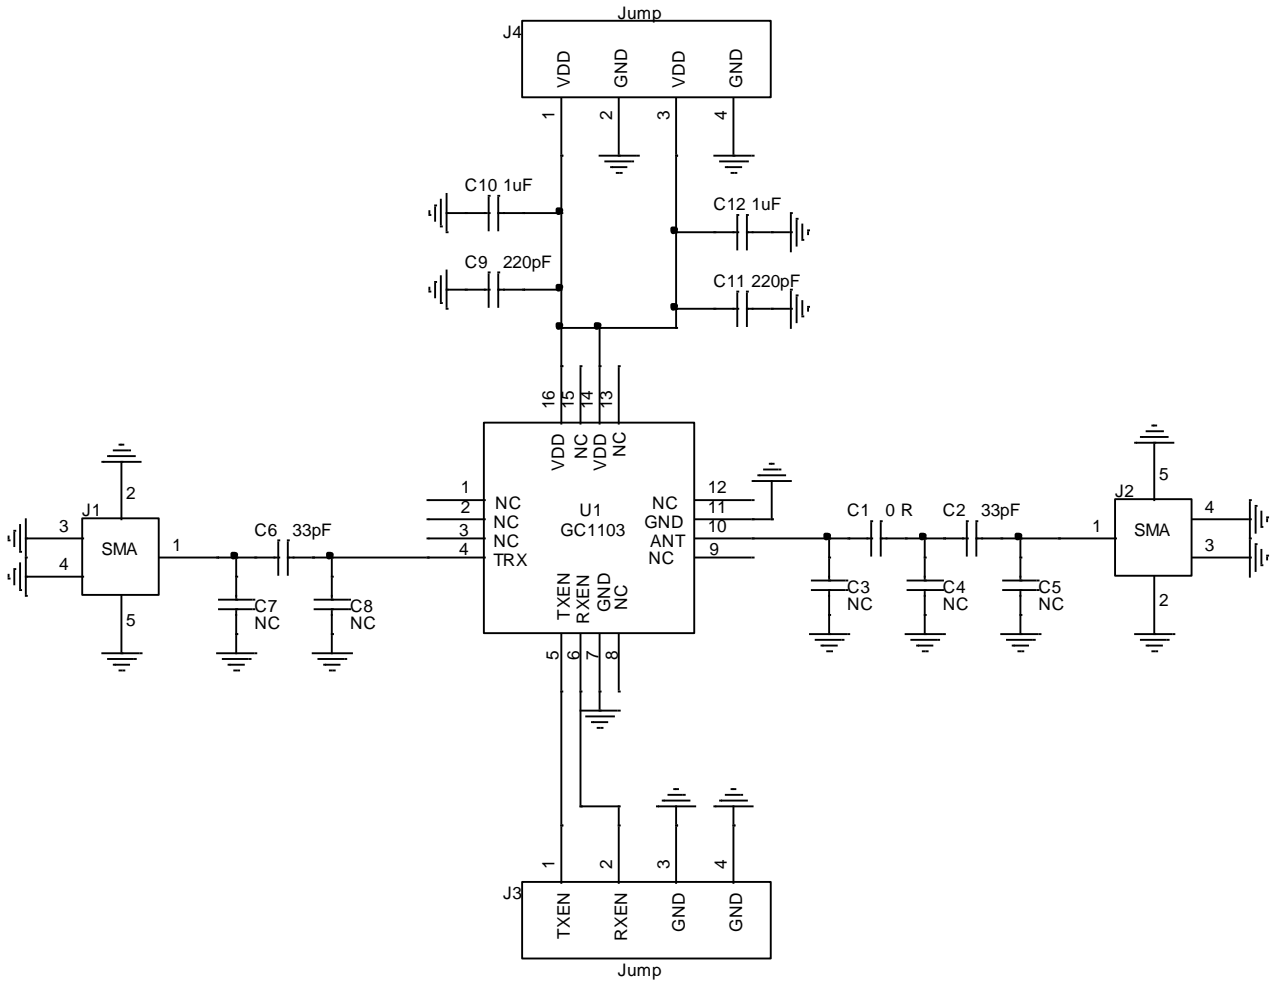 Jump
J4
VDD
GND
VDD
GND
1
2
3
4
C10 1uF
C12 1uF
C9 220pF
C11 220pF
16
15
14
13
VDD
NC
VDD
NC
U1
GC1103
1
NC
2
NC
3
NC
4
TRX
12
NC
11
GND
10
ANT
9
NC
TXEN
RXEN
GND
NC
5
6
7
8
J1
SMA
2
3
4
5
1
C6 33pF
C7
NC
C8
NC
C1 0 R
C2 33pF
C3
NC
C4
NC
C5
NC
1
J2
SMA
5
4
3
2
1
2
3
4
J3
TXEN
RXEN
GND
GND
Jump